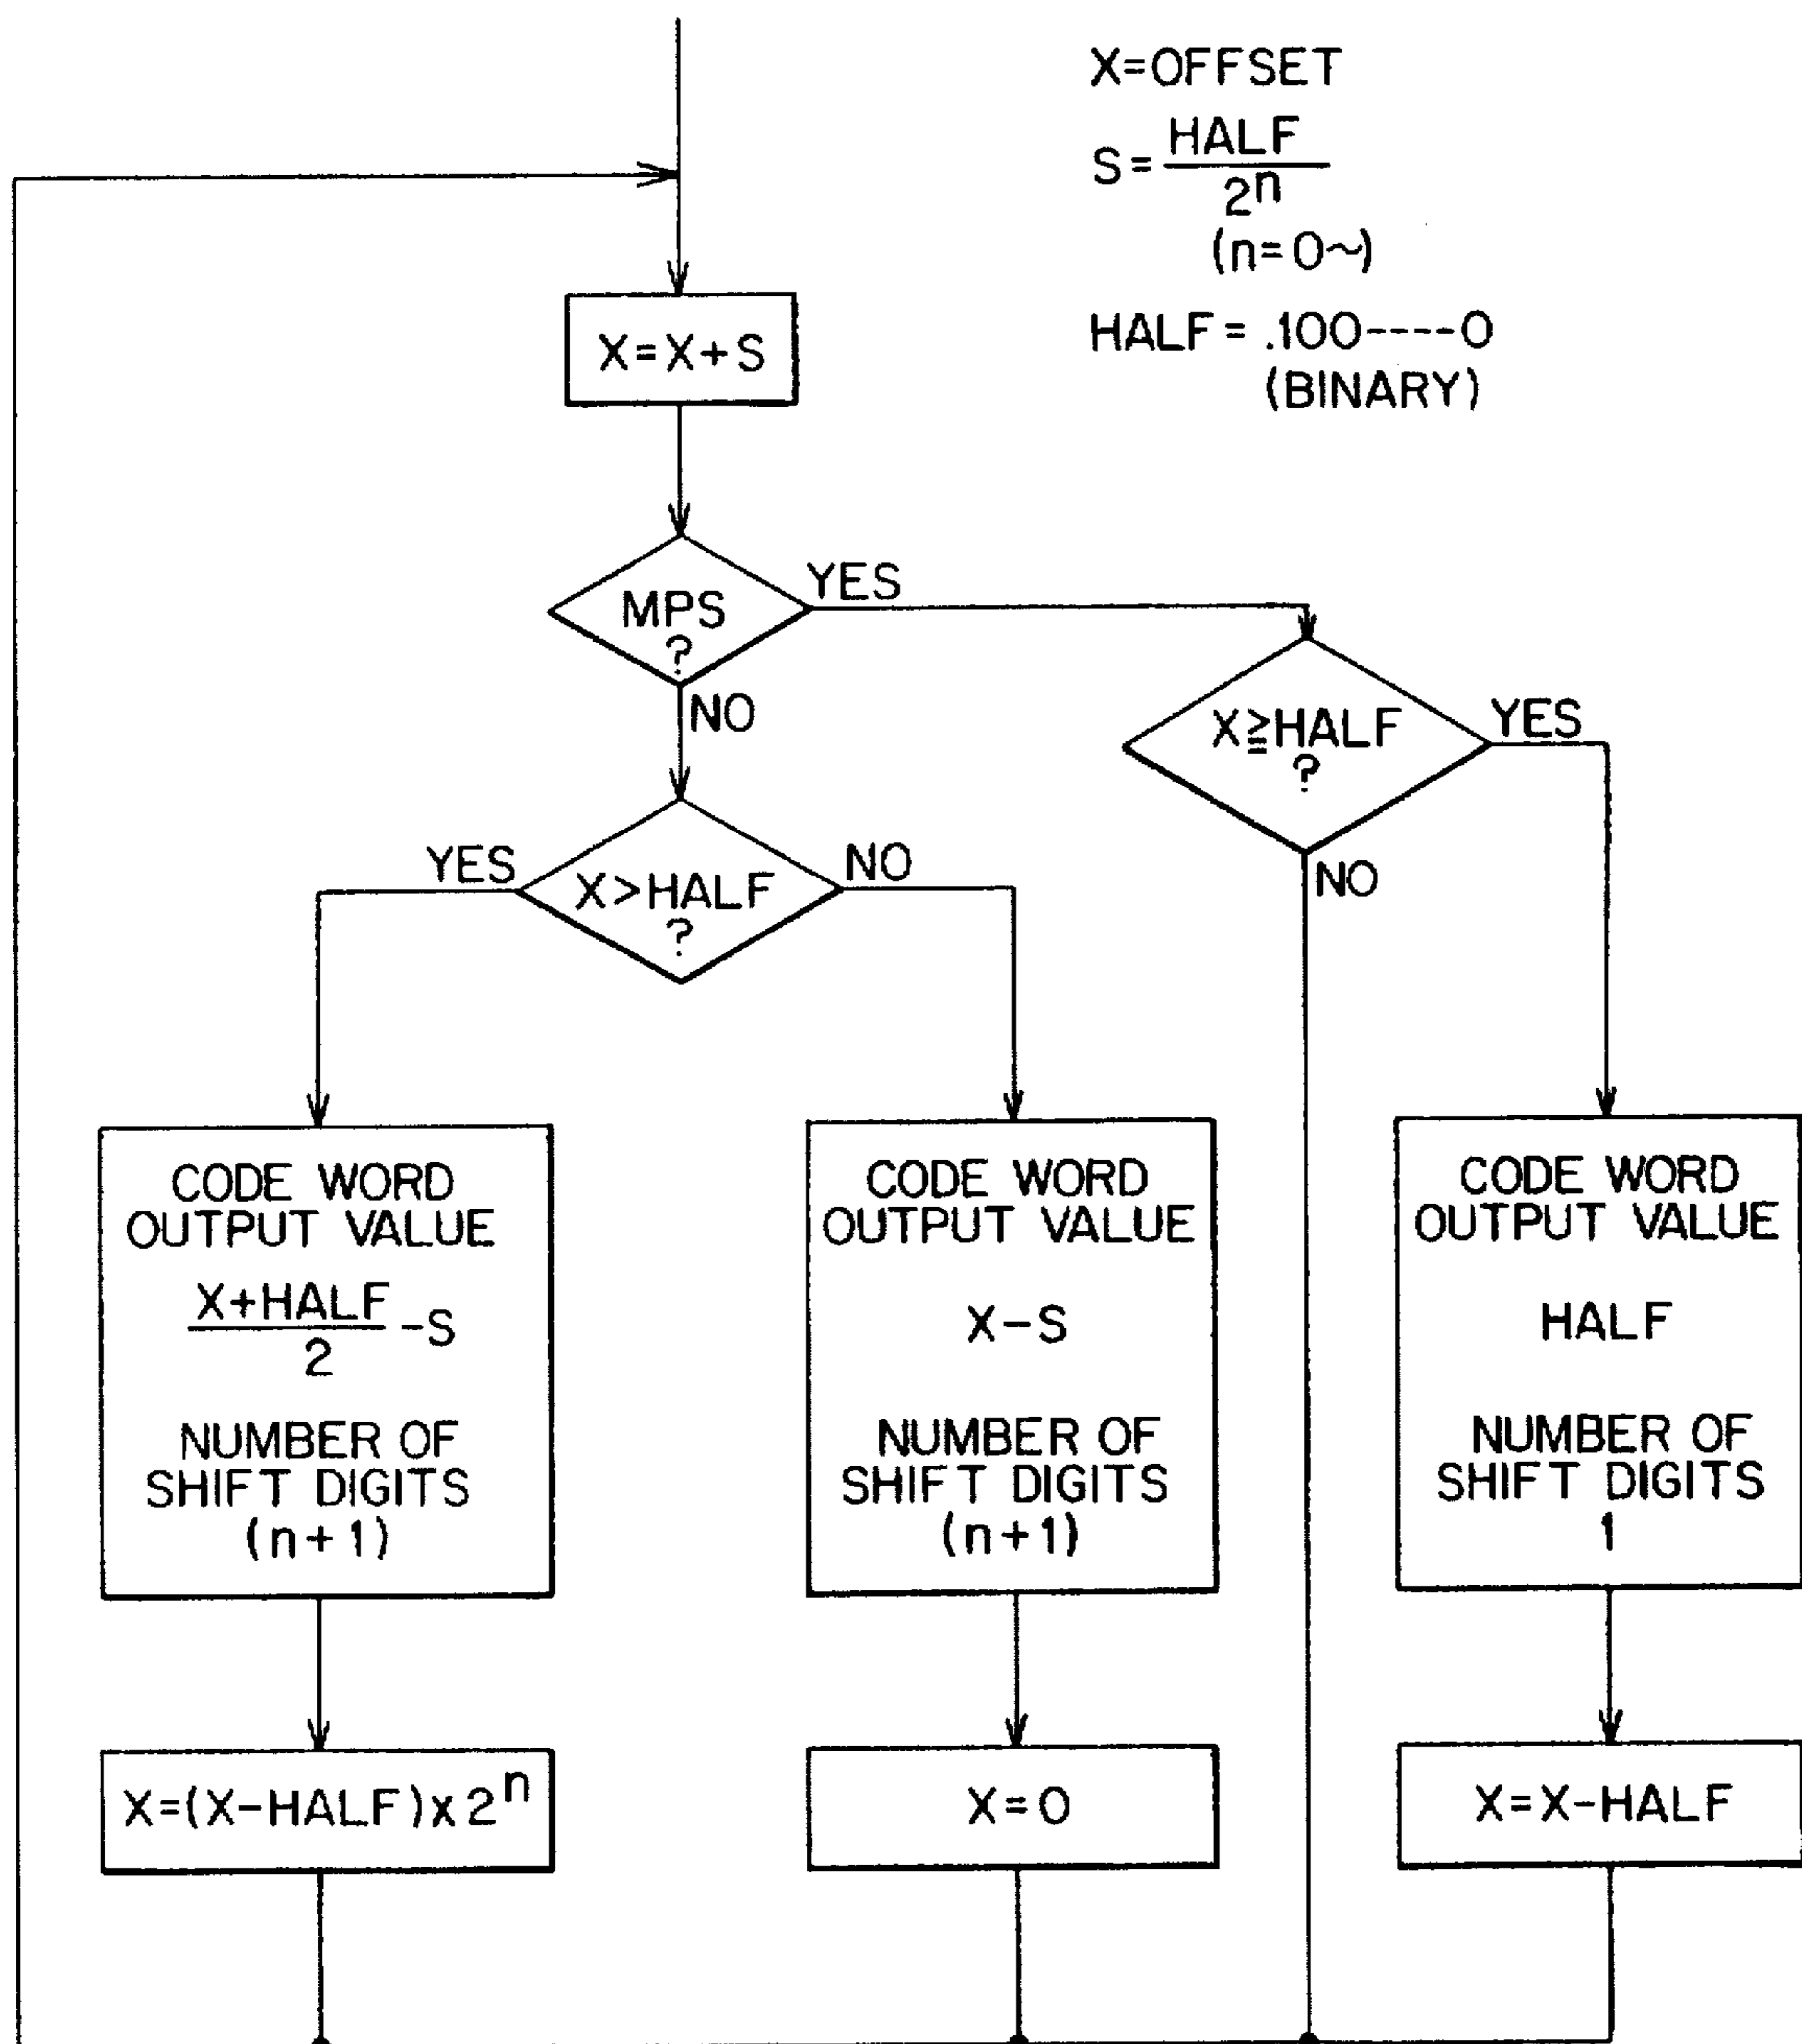 X=OFFSET
S=HALF/2^n
(n=0~)
HALF = .100----0
(BINARY)
X=X+S
MPS
?
YES
NO
X≧HALF
?
YES
NO
X>HALF
?
YES
NO
CODE WORD
OUTPUT VALUE
X+HALF/2 -S
NUMBER OF
SHIFT DIGITS
(n+1)
X=(X-HALF)x2^n
CODE WORD
OUTPUT VALUE
X-S
NUMBER OF
SHIFT DIGITS
(n+1)
X=0
CODE WORD
OUTPUT VALUE
HALF
NUMBER OF
SHIFT DIGITS
1
X=X-HALF